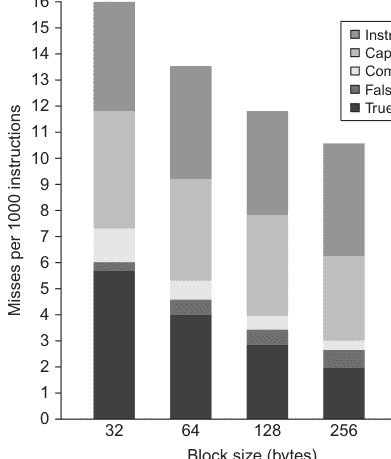 16
15
14
13
12
11
10
9
8
7
6
5
4
3
2
1
0
Misses per 1000 instructions
32 64 128 256
Block size (bytes)
Instr
Cap
Com
Fals
True